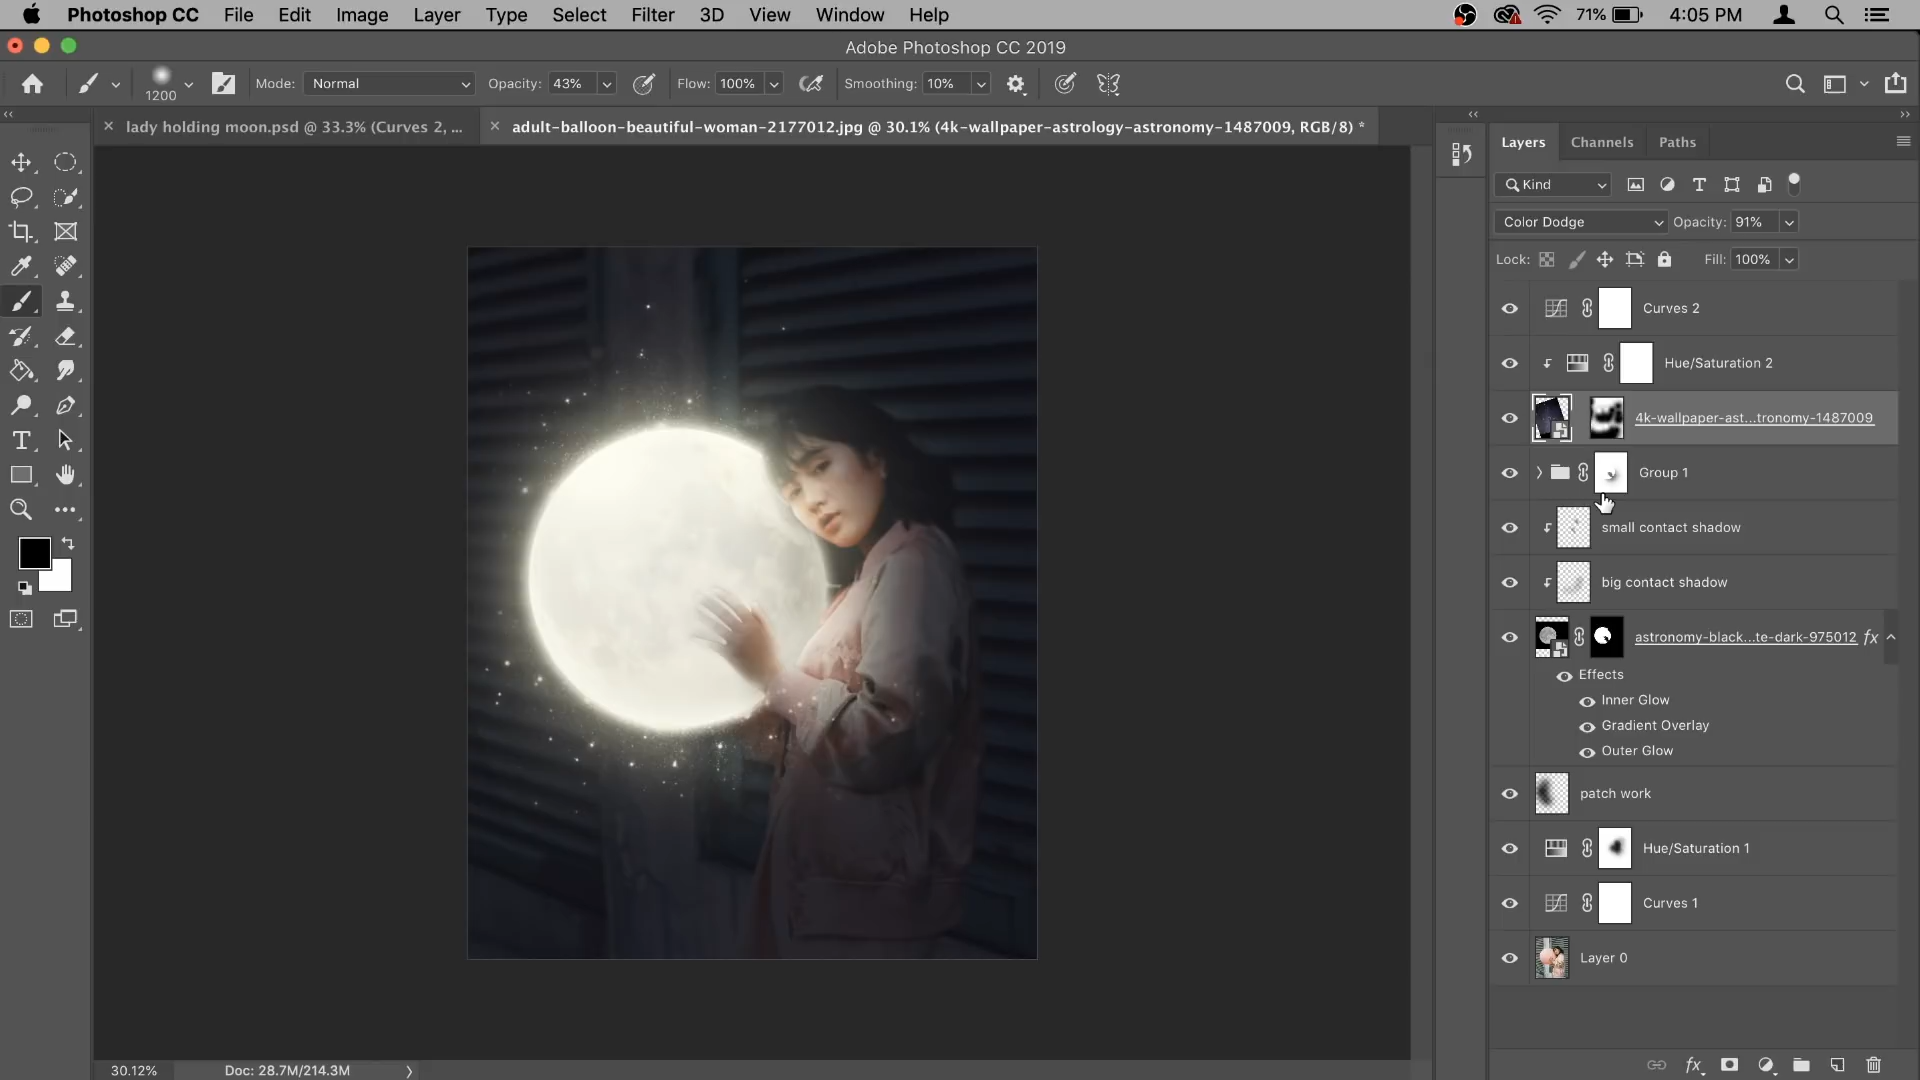 Photoshop CC File Edit Image Layer Type Select Filter 3D View Window Help 71% 4:05 PM
Adobe Photoshop CC 2019
1200 Mode: Normal Opacity: 43% Flow: 100% Smoothing: 10%
lady holding moon.psd @ 33.3% (Curves 2, ...
adult-balloon-beautiful-woman-2177012.jpg @ 30.1% (4k-wallpaper-astrology-astronomy-1487009, RGB/8) *
Layers Channels Paths
Kind
Color Dodge Opacity: 91%
Lock: Fill: 100%
Curves 2
Hue/Saturation 2
4k-wallpaper-ast...tronomy-1487009
Group 1
small contact shadow
big contact shadow
astronomy-black...te-dark-975012 fx
Effects
Inner Glow
Gradient Overlay
Outer Glow
patch work
Hue/Saturation 1
Curves 1
Layer 0
30.12% Doc: 28.7M/214.3M
fx